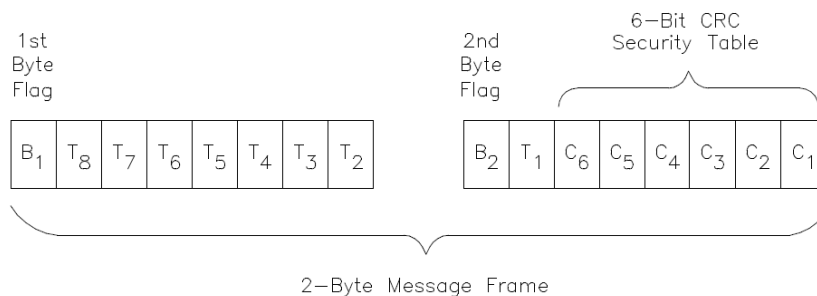 6-Bit CRC
Security Table
1st
Byte
Flag
2nd
Byte
Flag
B₁ T₈ T₇ T₆ T₅ T₄ T₃ T₂
B₂ T₁ C₆ C₅ C₄ C₃ C₂ C₁
2-Byte Message Frame